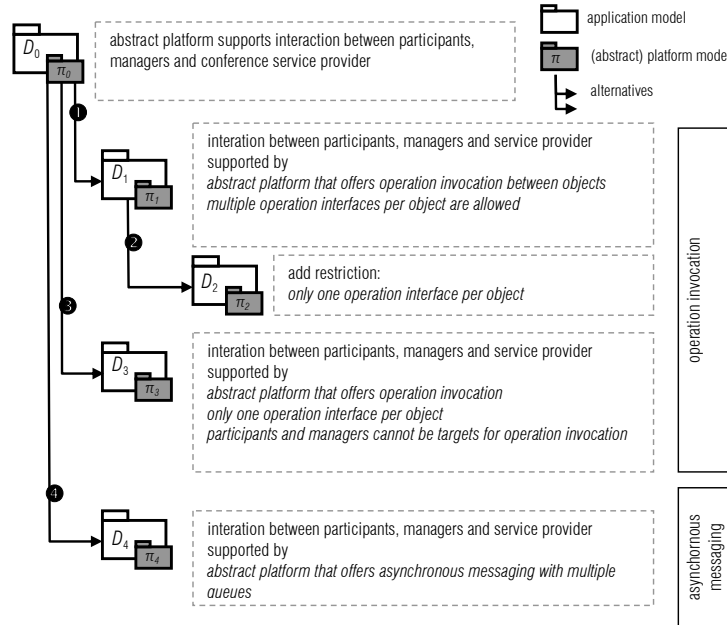 D0
π0
abstract platform supports interaction between participants,
managers and conference service provider
application model
π
(abstract) platform mode
alternatives
1
interation between participants, managers and service provider
supported by
abstract platform that offers operation invocation between objects
multiple operation interfaces per object are allowed
D1
π1
2
add restriction:
only one operation interface per object
D2
π2
3
interation between participants, managers and service provider
supported by
abstract platform that offers operation invocation
only one operation interface per object
participants and managers cannot be targets for operation invocation
D3
π3
operation invocation
4
interation between participants, managers and service provider
supported by
abstract platform that offers asynchronous messaging with multiple
queues
D4
π4
asynchornous
messaging